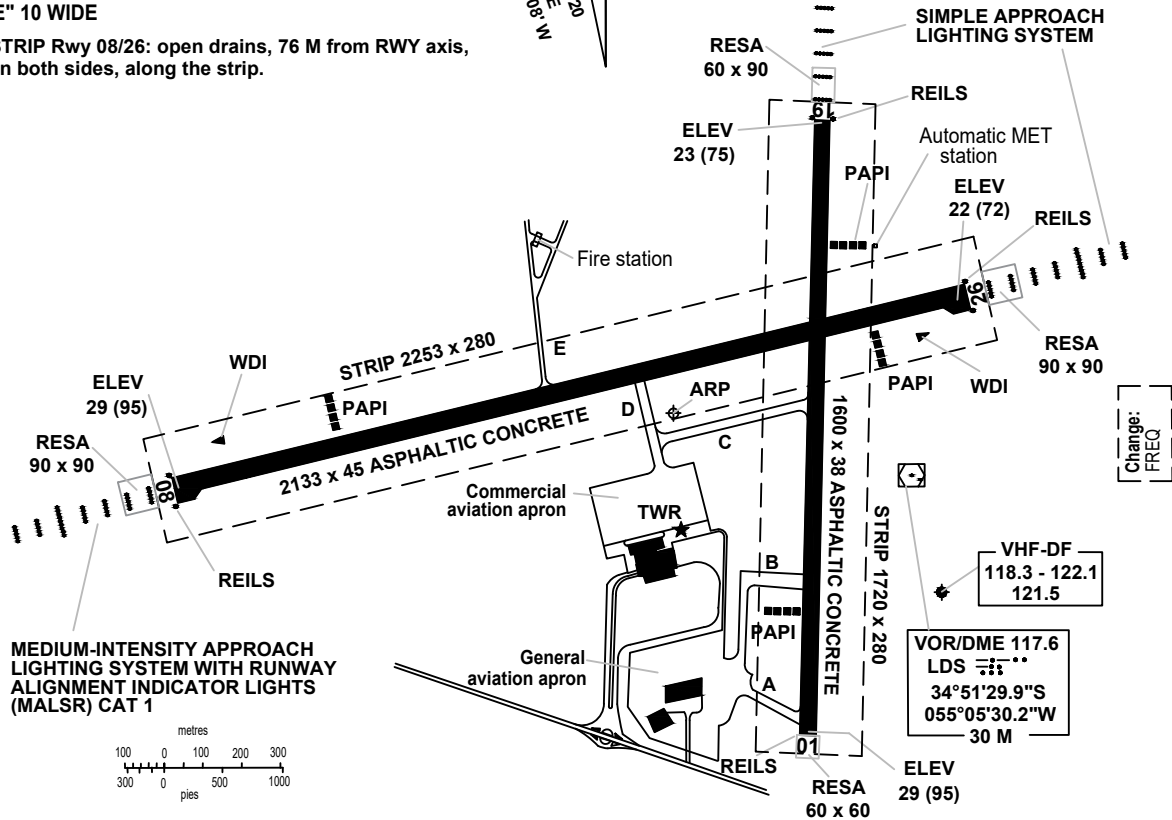 E" 10 WIDE
STRIP Rwy 08/26: open drains, 76 M from RWY axis,
n both sides, along the strip.
20
E
08' W
SIMPLE APPROACH
LIGHTING SYSTEM
RESA
60 x 90
REILS
19
ELEV
23 (75)
Automatic MET
station
PAPI
ELEV
22 (72)
REILS
Fire station
26
RESA
90 x 90
WDI
STRIP 2253 x 280
E
ELEV
29 (95)
PAPI
PAPI
WDI
ARP
D
RESA
90 x 90
08
2133 x 45 ASPHALTIC CONCRETE
C
1600 x 38 ASPHALTIC CONCRETE
Change:
FREQ
Commercial
aviation apron
TWR
STRIP 1720 x 280
REILS
B
VHF-DF
118.3 - 122.1
121.5
PAPI
MEDIUM-INTENSITY APPROACH
LIGHTING SYSTEM WITH RUNWAY
ALIGNMENT INDICATOR LIGHTS
(MALSR) CAT 1
General
aviation apron
A
VOR/DME 117.6
LDS
34°51'29.9"S
055°05'30.2"W
30 M
metres
100 0 100 200 300
300 0 500 1000
pies
01
REILS
RESA
60 x 60
ELEV
29 (95)